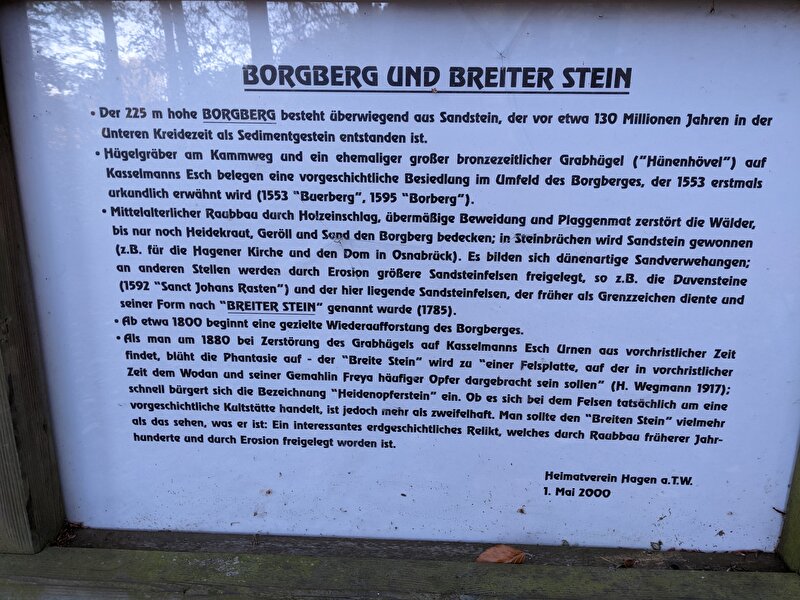 BORGBERG UND BREITER STEIN
• Der 225 m hohe BORGBERG besteht überwiegend aus Sandstein, der vor etwa 130 Millionen Jahren in der
Unteren Kreidezeit als Sedimentgestein entstanden ist.
• Hügelgräber am Kammweg und ein ehemaliger großer bronzezeitlicher Grabhügel ("Hünenhövel") auf
Kasselmanns Esch belegen eine vorgeschichtliche Besiedlung im Umfeld des Borgberges, der 1553 erstmals
urkundlich erwähnt wird (1553 "Buerberg", 1595 "Borberg").
• Mittelalterlicher Raubbau durch Holzeinschlag, übermäßige Beweidung und Plaggenmat zerstört die Wälder,
bis nur noch Heidekraut, Geröll und Sand den Borgberg bedecken; in Steinbrüchen wird Sandstein gewonnen
(z.B. für die Hagener Kirche und den Dom in Osnabrück). Es bilden sich dünenartige Sandverwehungen;
an anderen Stellen werden durch Erosion größere Sandsteinfelsen freigelegt, so z.B. die Duvensteine
(1592 "Sanct Johans Rasten") und der hier liegende Sandsteinfelsen, der früher als Grenzzeichen diente und
seiner Form nach "BREITER STEIN" genannt wurde (1785).
• Ab etwa 1800 beginnt eine gezielte Wiederaufforstung des Borgberges.
• Als man um 1880 bei Zerstörung des Grabhügels auf Kasselmanns Esch Urnen aus vorchristlicher Zeit
findet, blüht die Phantasie auf - der "Breite Stein" wird zu "einer Felsplatte, auf der in vorchristlicher
Zeit dem Wodan und seiner Gemahlin Freya häufiger Opfer dargebracht sein sollen" (H. Wegmann 1917);
schnell bürgert sich die Bezeichnung "Heidenopferstein" ein. Ob es sich bei dem Felsen tatsächlich um eine
vorgeschichtliche Kultstätte handelt, ist jedoch mehr als zweifelhaft. Man sollte den "Breiten Stein" vielmehr
als das sehen, was er ist: Ein interessantes erdgeschichtliches Relikt, welches durch Raubbau früherer Jahr-
hunderte und durch Erosion freigelegt worden ist.
Heimatverein Hagen a.T.W.
1. Mai 2000